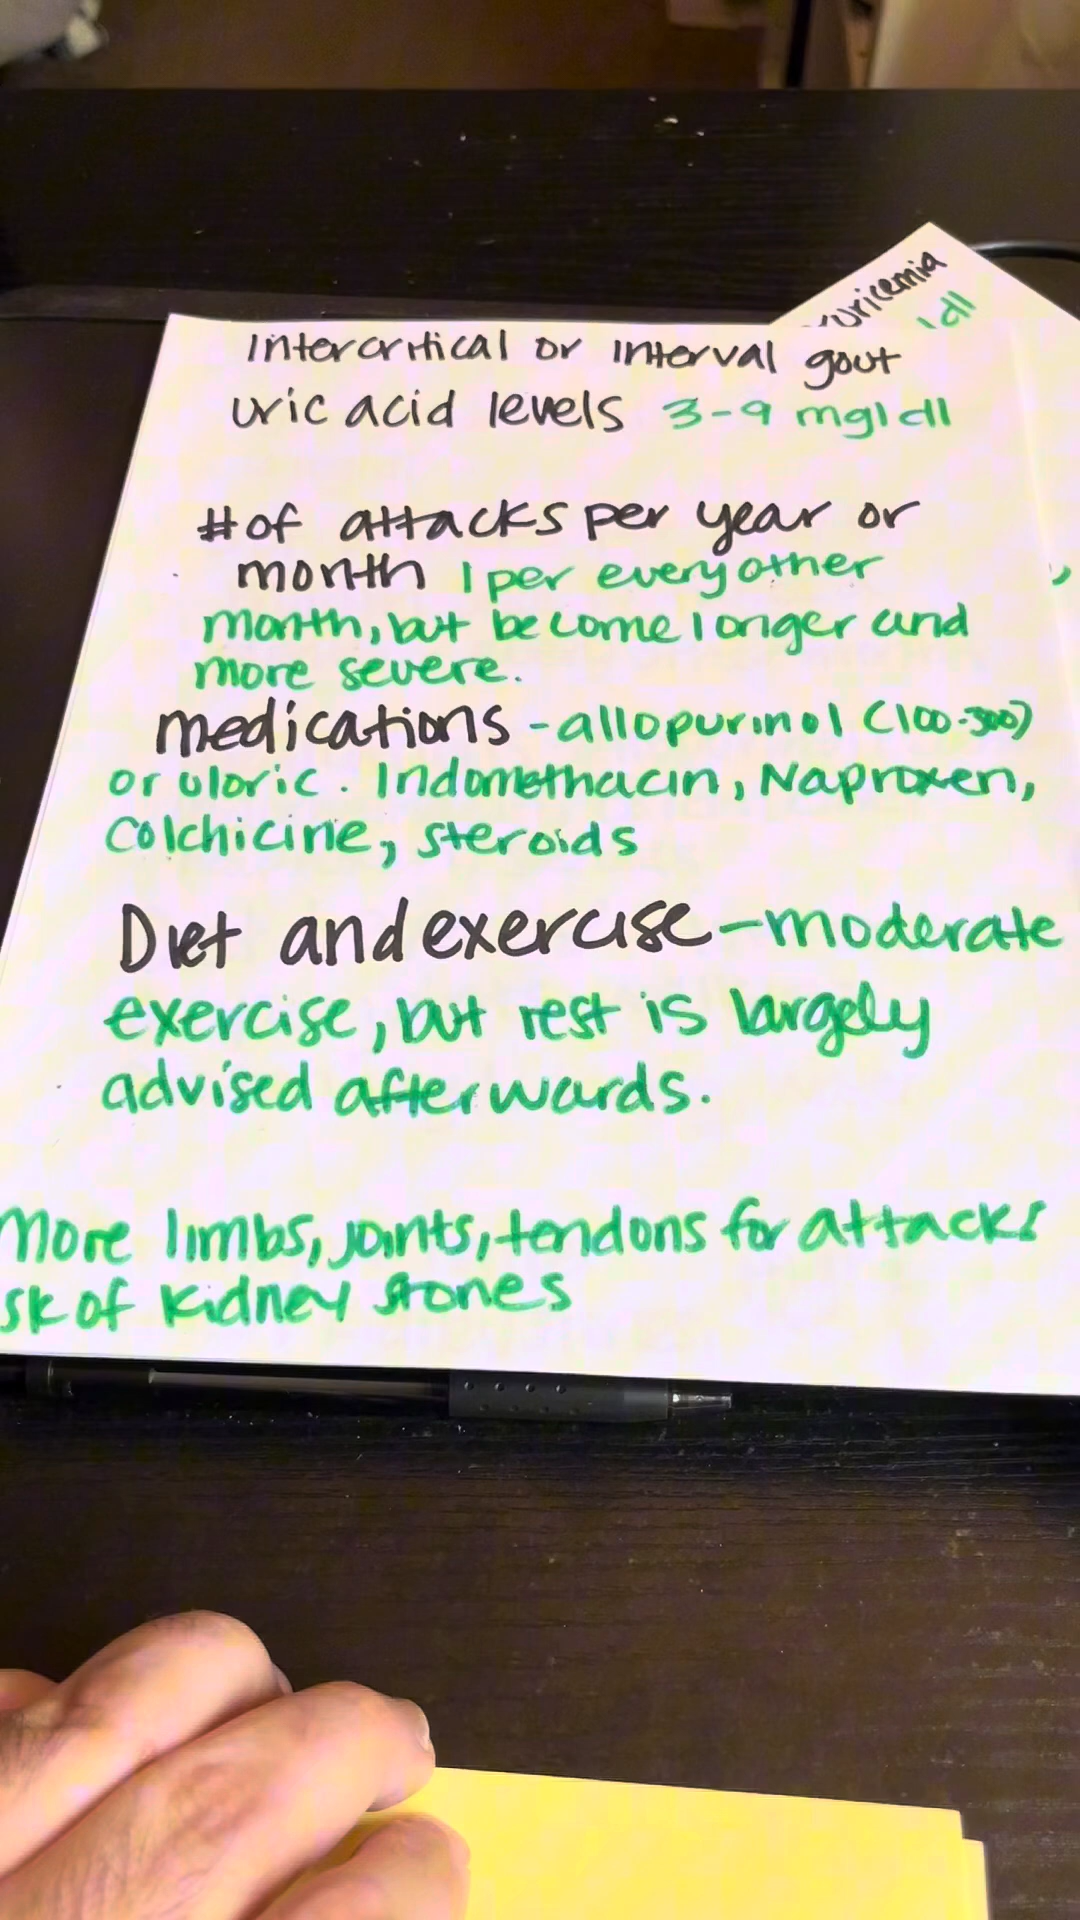 uricemia
dl
Intercritical or Interval gout
uric acid levels 3-9 mg/dl
# of attacks per year or
month 1 per every other
month, but become longer and
more severe.
medications - allopurinol (100-300)
or uloric. Indomethacin, Naproxen,
Colchicine, steroids
Diet and exercise - moderate
exercise, but rest is largely
advised afterwards.
More limbs, joints, tendons for attacks
sk of kidney stones